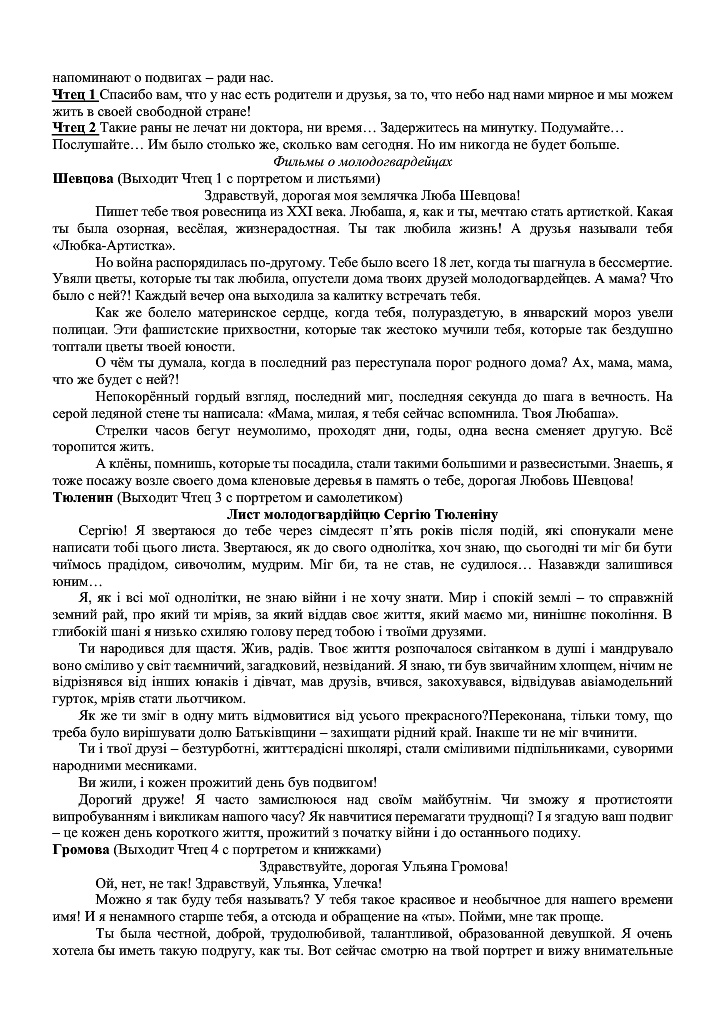 напоминают о подвигах – ради нас.
Чтец 1 Спасибо вам, что у нас есть родители и друзья, за то, что небо над нами мирное и мы можем
жить в своей свободной стране!
Чтец 2 Такие раны не лечат ни доктора, ни время… Задержитесь на минутку. Подумайте…
Послушайте… Им было столько же, сколько вам сегодня. Но им никогда не будет больше.
Фильмы о молодогвардейцах
Шевцова (Выходит Чтец 1 с портретом и листьями)
Здравствуй, дорогая моя землячка Люба Шевцова!
Пишет тебе твоя ровесница из XXI века. Любаша, я, как и ты, мечтаю стать артисткой. Какая
ты была озорная, весёлая, жизнерадостная. Ты так любила жизнь! А друзья называли тебя
«Любка-Артистка».
Но война распорядилась по-другому. Тебе было всего 18 лет, когда ты шагнула в бессмертие.
Увяли цветы, которые ты так любила, опустели дома твоих друзей молодогвардейцев. А мама? Что
было с ней?! Каждый вечер она выходила за калитку встречать тебя.
Как же болело материнское сердце, когда тебя, полураздетую, в январский мороз увели
полицаи. Эти фашистские прихвостни, которые так жестоко мучили тебя, которые так бездушно
топтали цветы твоей юности.
О чём ты думала, когда в последний раз переступала порог родного дома? Ах, мама, мама,
что же будет с ней?!
Непокорённый гордый взгляд, последний миг, последняя секунда до шага в вечность. На
серой ледяной стене ты написала: «Мама, милая, я тебя сейчас вспомнила. Твоя Любаша».
Стрелки часов бегут неумолимо, проходят дни, годы, одна весна сменяет другую. Всё
торопится жить.
А клёны, помнишь, которые ты посадила, стали такими большими и развесистыми. Знаешь, я
тоже посажу возле своего дома кленовые деревья в память о тебе, дорогая Любовь Шевцова!
Тюленин (Выходит Чтец 3 с портретом и самолетиком)
Лист молодогвардійцю Сергію Тюленіну
Сергію! Я звертаюся до тебе через сімдесят п’ять років після подій, які спонукали мене
написати тобі цього листа. Звертаюся, як до свого однолітка, хоч знаю, що сьогодні ти міг би бути
чиїмось прадідом, сивочолим, мудрим. Міг би, та не став, не судилося… Назавжди залишився
юним…
Я, як і всі мої однолітки, не знаю війни і не хочу знати. Мир і спокій землі – то справжній
земний рай, про який ти мріяв, за який віддав своє життя, який маємо ми, нинішнє покоління. В
глибокій шані я низько схиляю голову перед тобою і твоїми друзями.
Ти народився для щастя. Жив, радів. Твоє життя розпочалося світанком в душі і мандрувало
воно сміливо у світ таємничий, загадковий, незвіданий. Я знаю, ти був звичайним хлопцем, нічим не
відрізнявся від інших юнаків і дівчат, мав друзів, вчився, закохувався, відвідував авіамодельний
гурток, мріяв стати льотчиком.
Як же ти зміг в одну мить відмовитися від усього прекрасного?Переконана, тільки тому, що
треба було вирішувати долю Батьківщини – захищати рідний край. Інакше ти не міг вчинити.
Ти і твої друзі – безтурботні, життєрадісні школярі, стали сміливими підпільниками, суворими
народними месниками.
Ви жили, і кожен прожитий день був подвигом!
Дорогий друже! Я часто замислююся над своїм майбутнім. Чи зможу я протистояти
випробуванням і викликам нашого часу? Як навчитися перемагати труднощі? І я згадую ваш подвиг
– це кожен день короткого життя, прожитий з початку війни і до останнього подиху.
Громова (Выходит Чтец 4 с портретом и книжками)
Здравствуйте, дорогая Ульяна Громова!
Ой, нет, не так! Здравствуй, Ульянка, Улечка!
Можно я так буду тебя называть? У тебя такое красивое и необычное для нашего времени
имя! И я ненамного старше тебя, а отсюда и обращение на «ты». Пойми, мне так проще.
Ты была честной, доброй, трудолюбивой, талантливой, образованной девушкой. Я очень
хотела бы иметь такую подругу, как ты. Вот сейчас смотрю на твой портрет и вижу внимательные